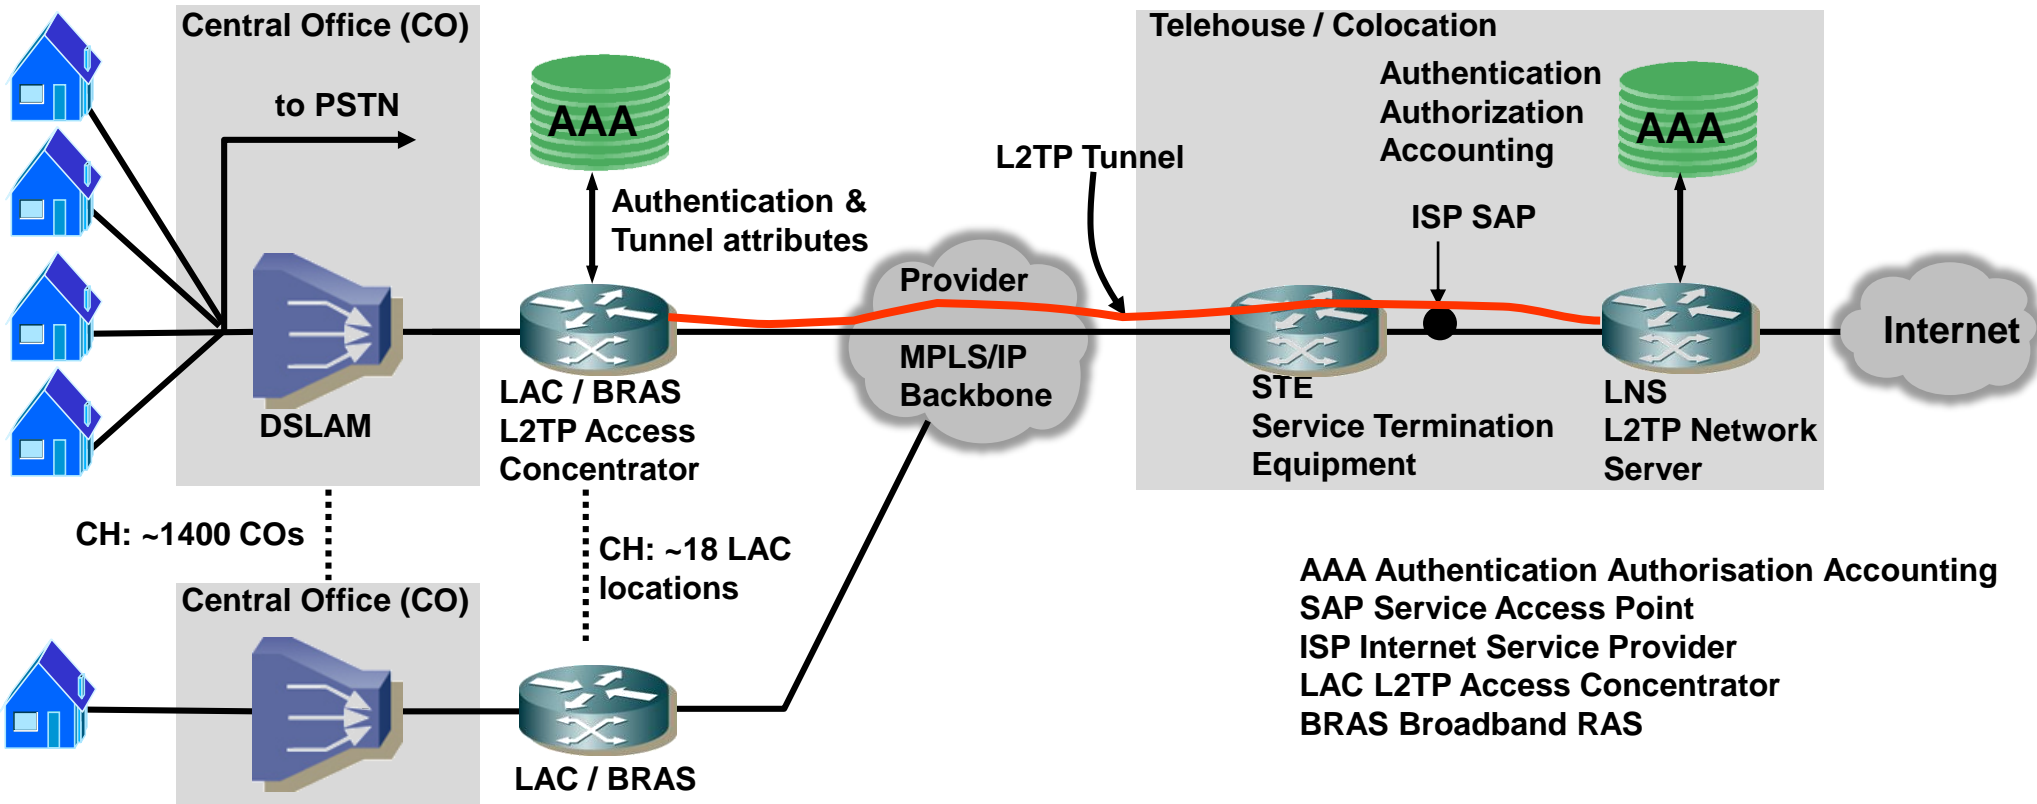 Central Office (CO)
to PSTN
AAA
Authentication &
Tunnel attributes
DSLAM
LAC / BRAS
L2TP Access
Concentrator
Provider
MPLS/IP
Backbone
L2TP Tunnel
Telehouse / Colocation
Authentication
Authorization
Accounting
AAA
ISP SAP
STE
Service Termination
Equipment
LNS
L2TP Network
Server
Internet
CH: ~1400 COs
CH: ~18 LAC
locations
Central Office (CO)
LAC / BRAS
AAA Authentication Authorisation Accounting
SAP Service Access Point
ISP Internet Service Provider
LAC L2TP Access Concentrator
BRAS Broadband RAS